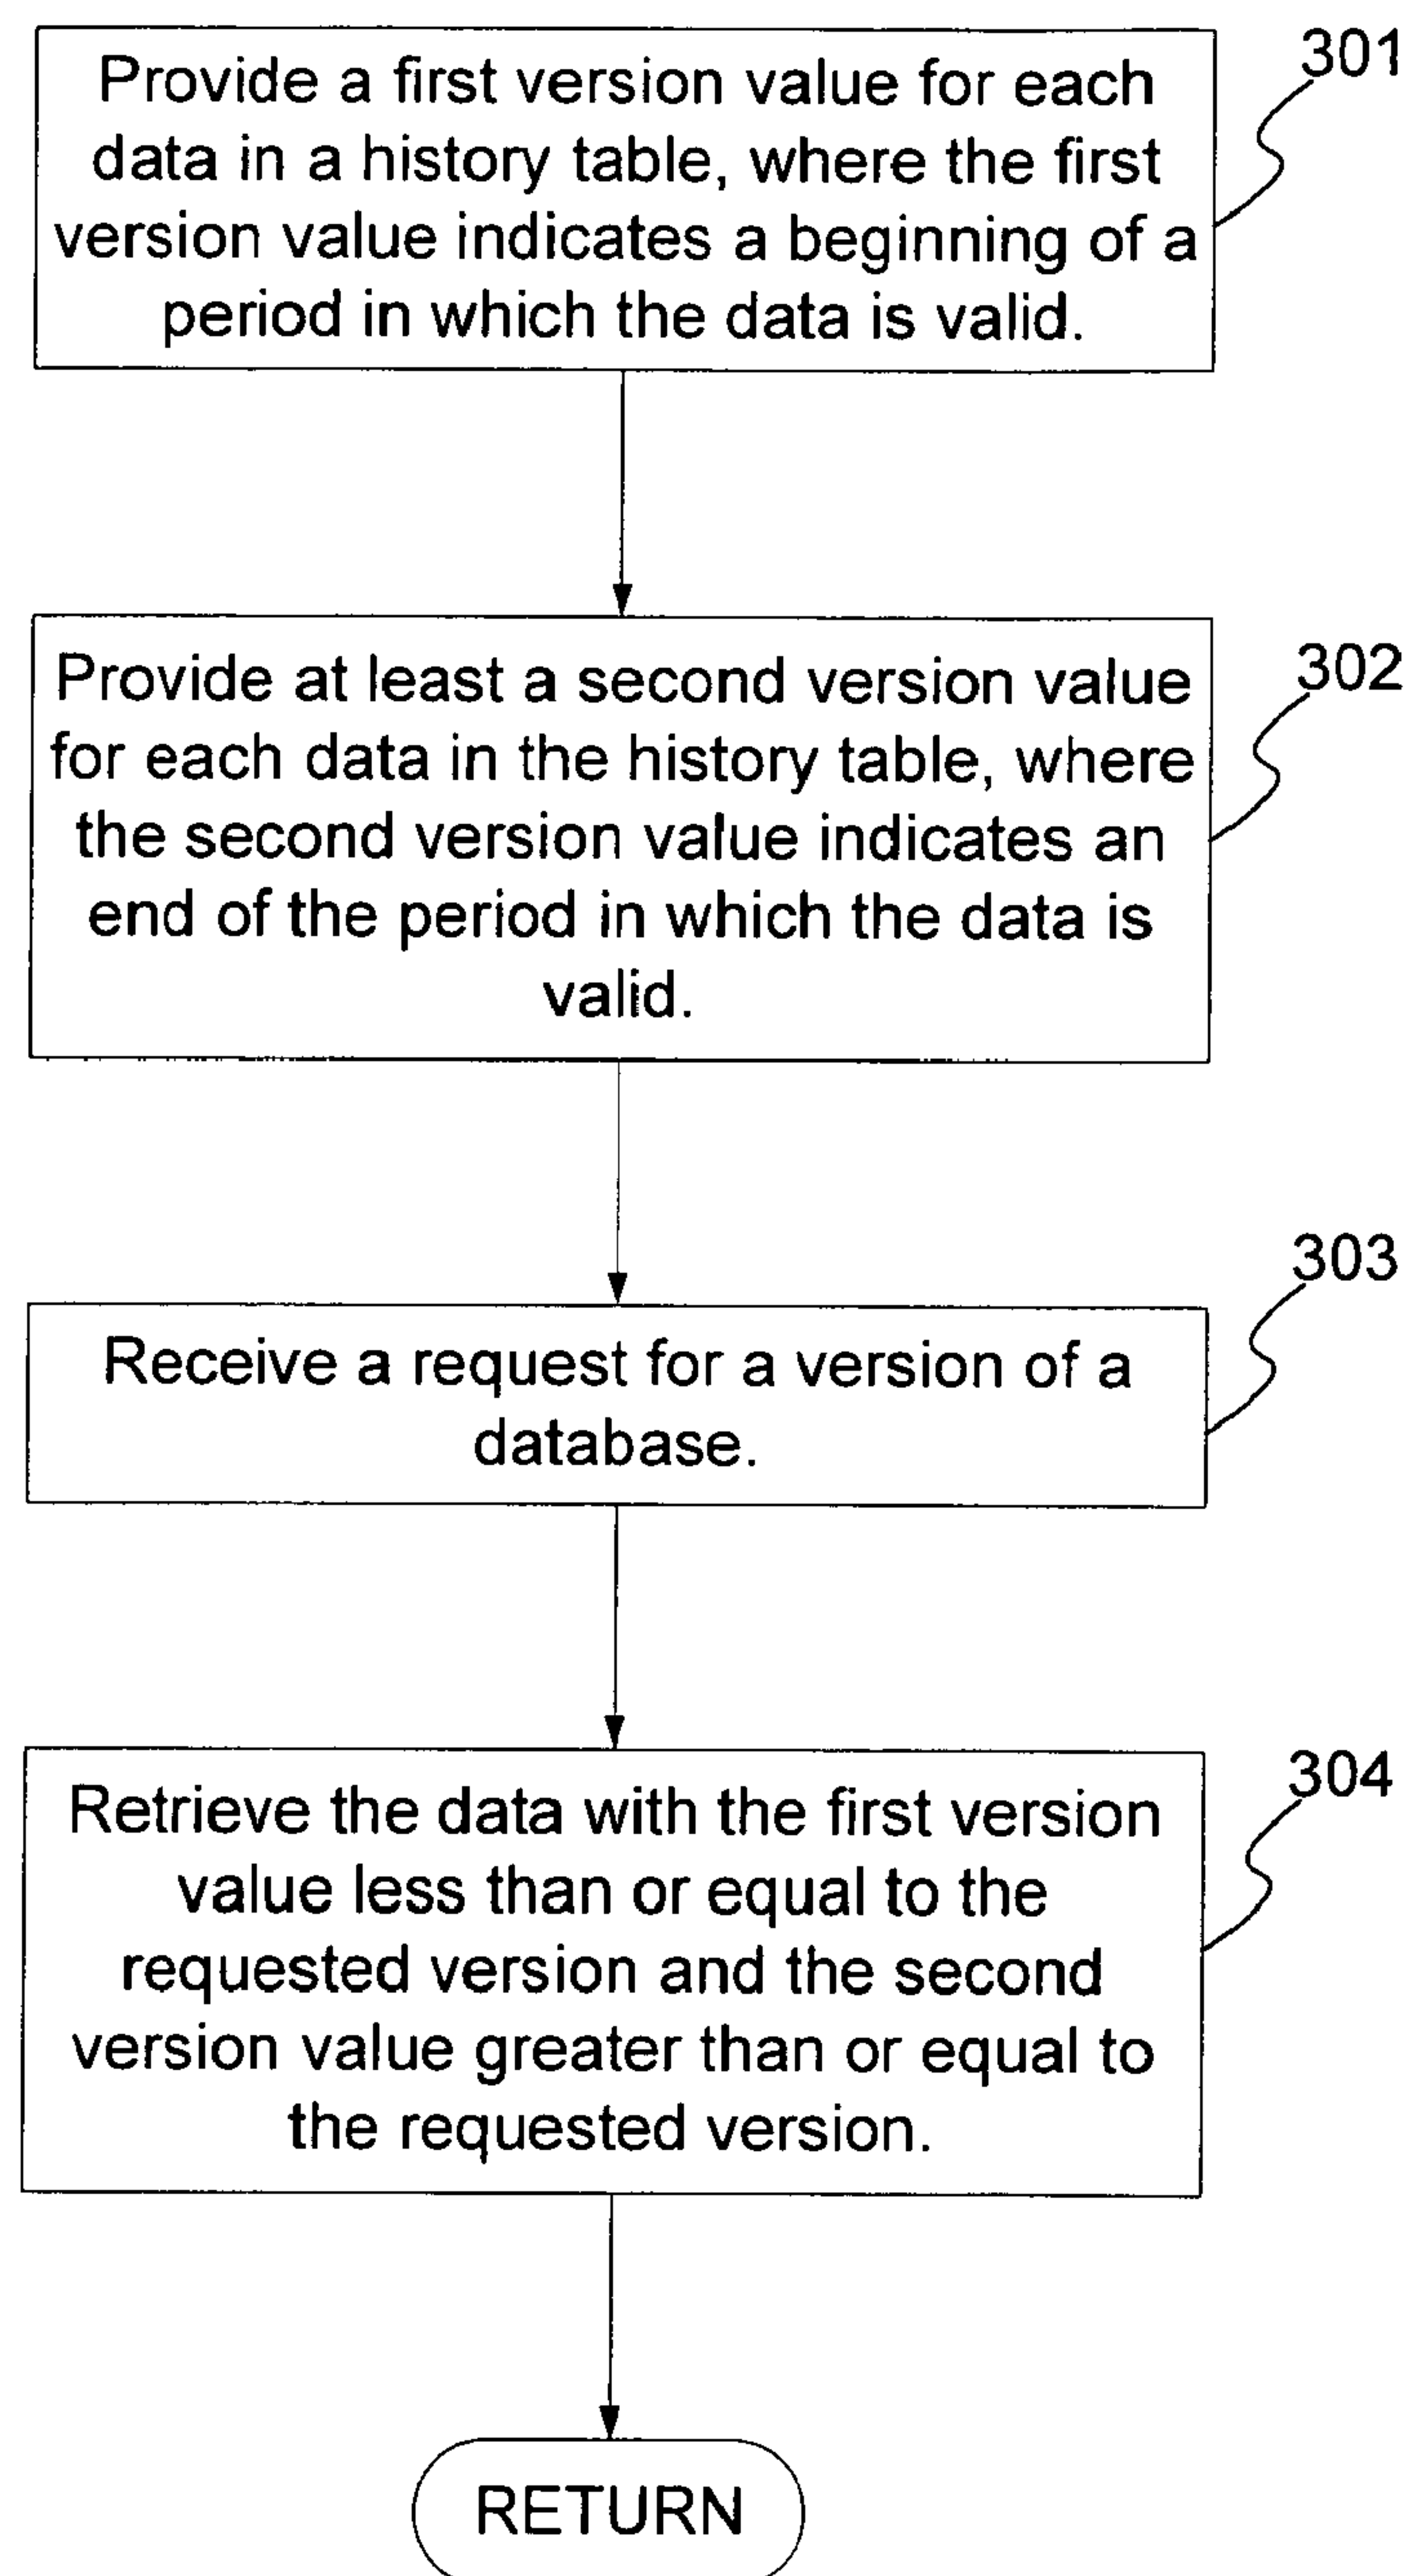 301
Provide a first version value for each
data in a history table, where the first
version value indicates a beginning of a
period in which the data is valid.
302
Provide at least a second version value
for each data in the history table, where
the second version value indicates an
end of the period in which the data is
valid.
303
Receive a request for a version of a
database.
304
Retrieve the data with the first version
value less than or equal to the
requested version and the second
version value greater than or equal to
the requested version.
RETURN